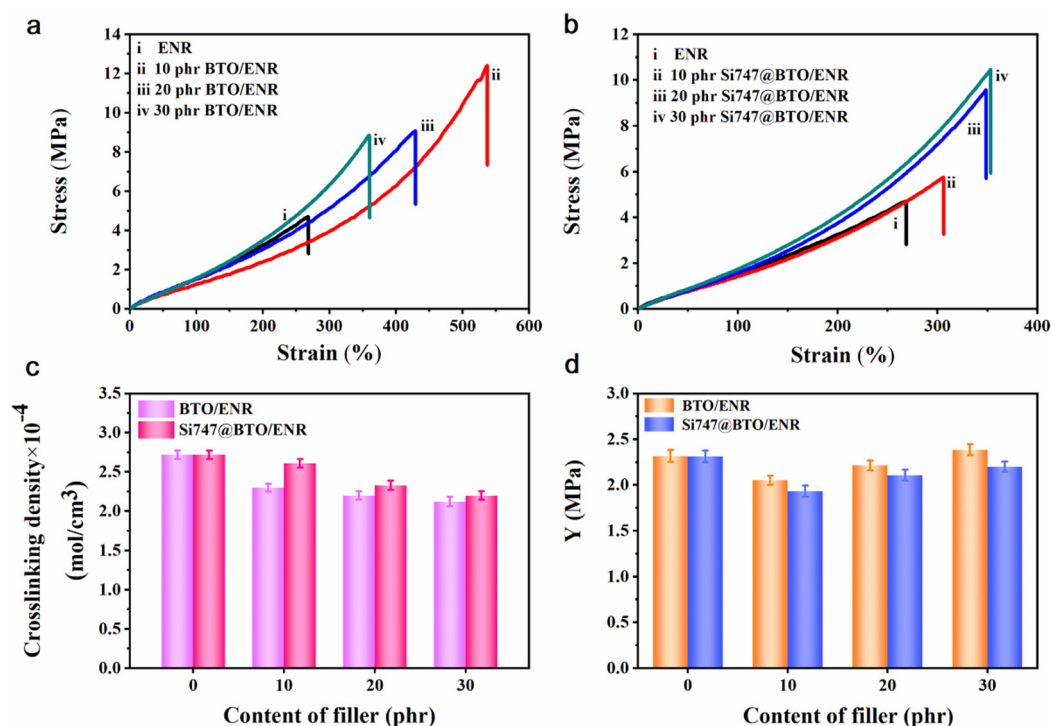 a
14
12
10
8
6
4
2
0
Stress (MPa)
i ENR
ii 10 phr BTO/ENR
iii 20 phr BTO/ENR
iv 30 phr BTO/ENR
i
ii
iii
iv
0 100 200 300 400 500 600
Strain (%)
b
12
10
8
6
4
2
0
Stress (MPa)
i ENR
ii 10 phr Si747@BTO/ENR
iii 20 phr Si747@BTO/ENR
iv 30 phr Si747@BTO/ENR
iv
iii
ii
i
0 100 200 300 400
Strain (%)
c
3.5
3.0
2.5
2.0
1.5
1.0
0.5
0.0
Crosslinking density×10⁻⁴
(mol/cm³)
BTO/ENR
Si747@BTO/ENR
0 10 20 30
Content of filler (phr)
d
3.0
2.5
2.0
1.5
1.0
0.5
0.0
Y (MPa)
BTO/ENR
Si747@BTO/ENR
0 10 20 30
Content of filler (phr)